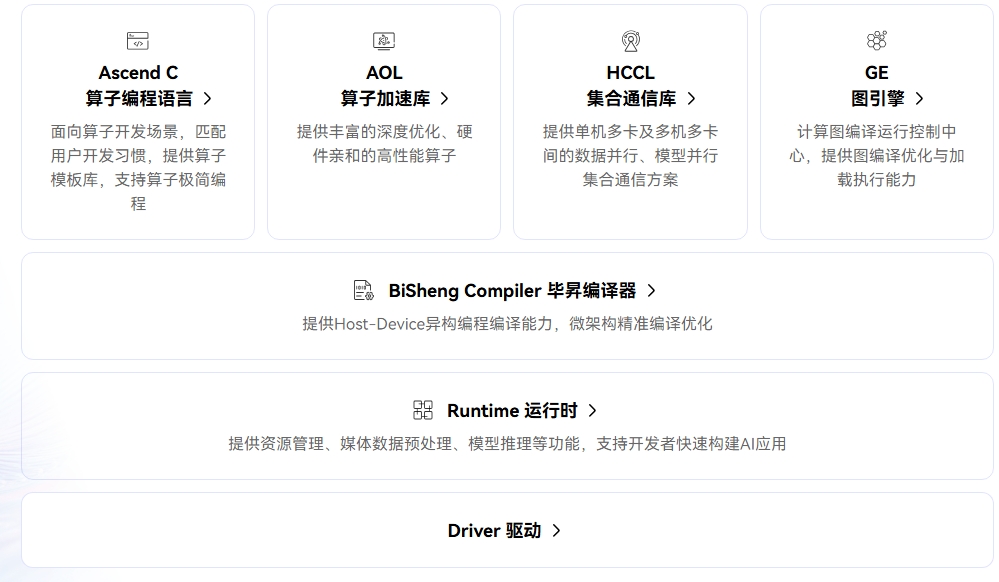 Ascend C
算子编程语言
面向算子开发场景，匹配
用户开发习惯，提供算子
模板库，支持算子极简编
程
AOL
算子加速库
提供丰富的深度优化、硬
件亲和的高性能算子
HCCL
集合通信库
提供单机多卡及多机多卡
间的数据并行、模型并行
集合通信方案
GE
图引擎
计算图编译运行控制中
心，提供图编译优化与加
载执行能力
BiSheng Compiler 毕昇编译器
提供Host-Device异构编程编译能力，微架构精准编译优化
Runtime 运行时
提供资源管理、媒体数据预处理、模型推理等功能，支持开发者快速构建AI应用
Driver 驱动